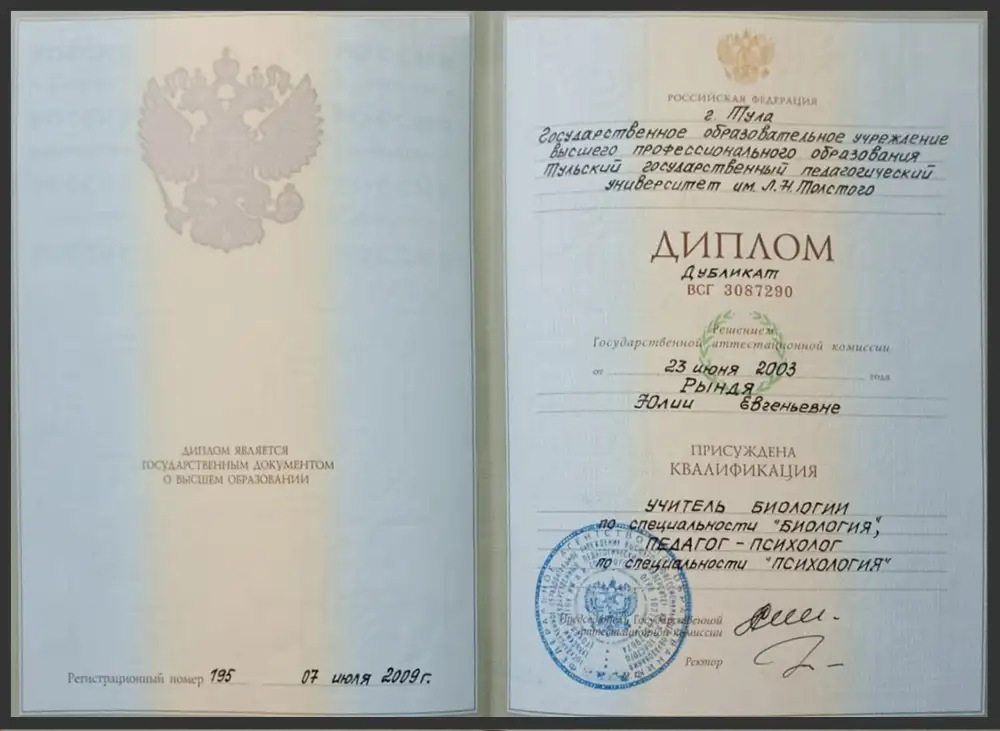 ДИПЛОМ ЯВЛЯЕТСЯ
ГОСУДАРСТВЕННЫМ ДОКУМЕНТОМ
О ВЫСШЕМ ОБРАЗОВАНИИ
Регистрационный номер 195 07 июля 2009г.
РОССИЙСКАЯ ФЕДЕРАЦИЯ
г. Тула
Государственное образовательное учреждение
высшего профессионального образования
Тульский государственный педагогический
университет им. Л.Н.Толстого
ДИПЛОМ
Дубликат
ВСГ 3087290
Решением
Государственной аттестационной комиссии
от 23 июня 2003 года
Рындя
Юлии Евгеньевне
ПРИСУЖДЕНА
КВАЛИФИКАЦИЯ
УЧИТЕЛЬ БИОЛОГИИ
по специальности "БИОЛОГИЯ",
ПЕДАГОГ - ПСИХОЛОГ
по специальности "ПСИХОЛОГИЯ"
Председатель Государственной
аттестационной комиссии
Ректор